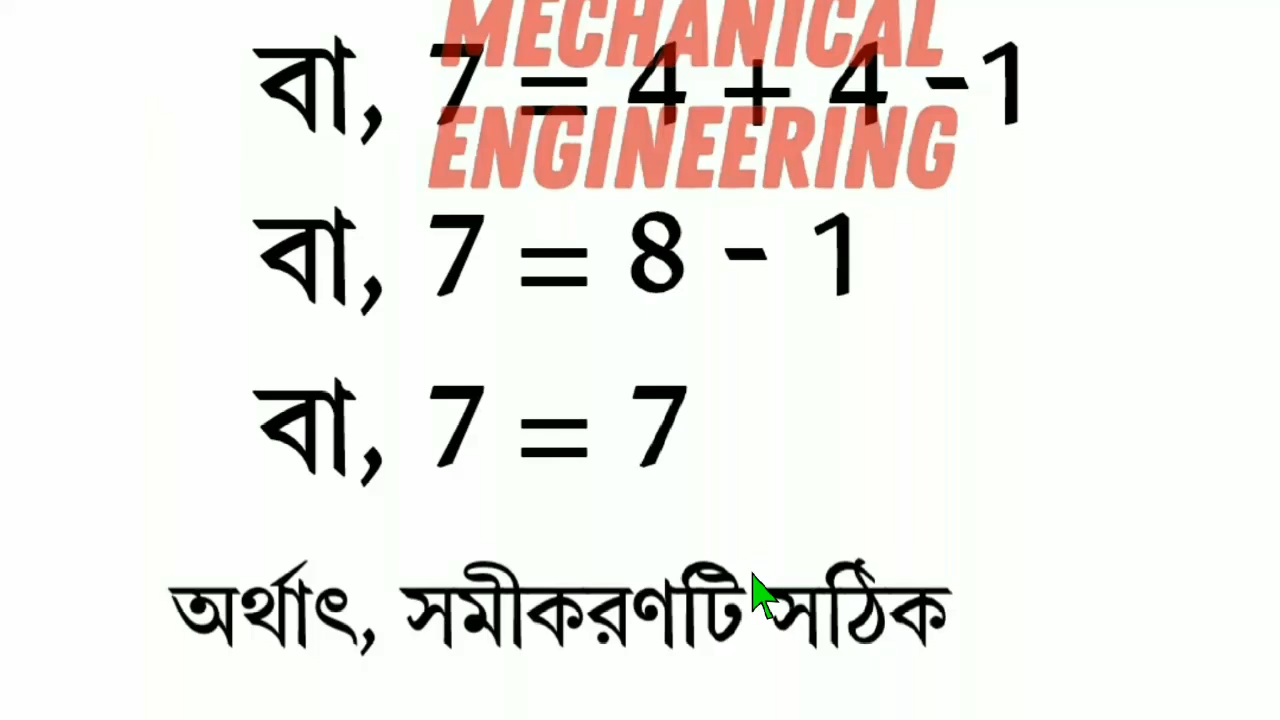 MECHANICAL
বা, 7 = 4 + 4 - 1
ENGINEERING
বা, 7 = 8 - 1
বা, 7 = 7
অর্থাৎ, সমীকরণটি সঠিক